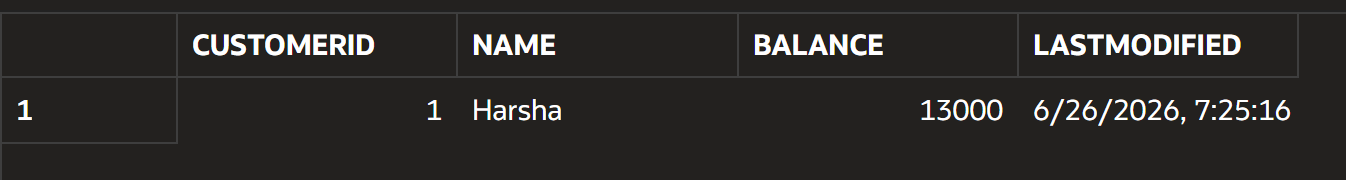 CUSTOMERID NAME BALANCE LASTMODIFIED
1 1 Harsha 13000 6/26/2026, 7:25:16